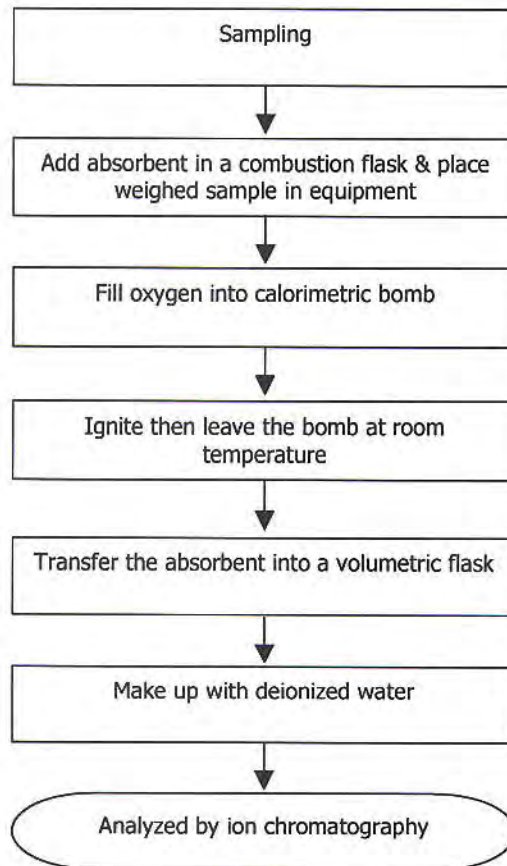 Sampling
Add absorbent in a combustion flask & place
weighed sample in equipment
Fill oxygen into calorimetric bomb
Ignite then leave the bomb at room
temperature
Transfer the absorbent into a volumetric flask
Make up with deionized water
Analyzed by ion chromatography